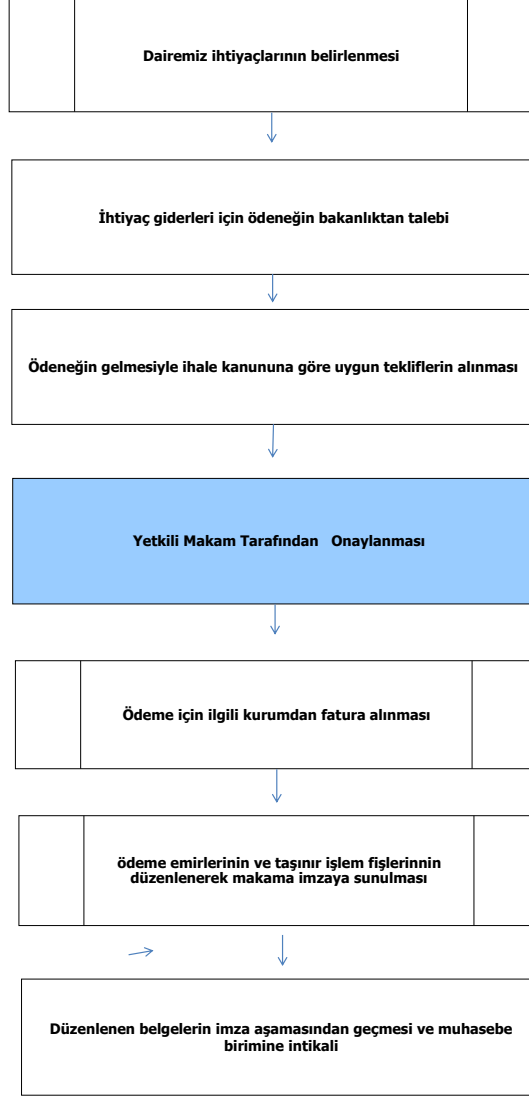 Dairemiz ihtiyaçlarının belirlenmesi
İhtiyaç giderleri için ödeneğin bakanlıktan talebi
Ödeneğin gelmesiyle ihale kanununa göre uygun tekliflerin alınması
Yetkili Makam Tarafından Onaylanması
Ödeme için ilgili kurumdan fatura alınması
ödeme emirlerinin ve taşınır işlem fişlerinnin
düzenlenerek makama imzaya sunulması
Düzenlenen belgelerin imza aşamasından geçmesi ve muhasebe
birimine intikali